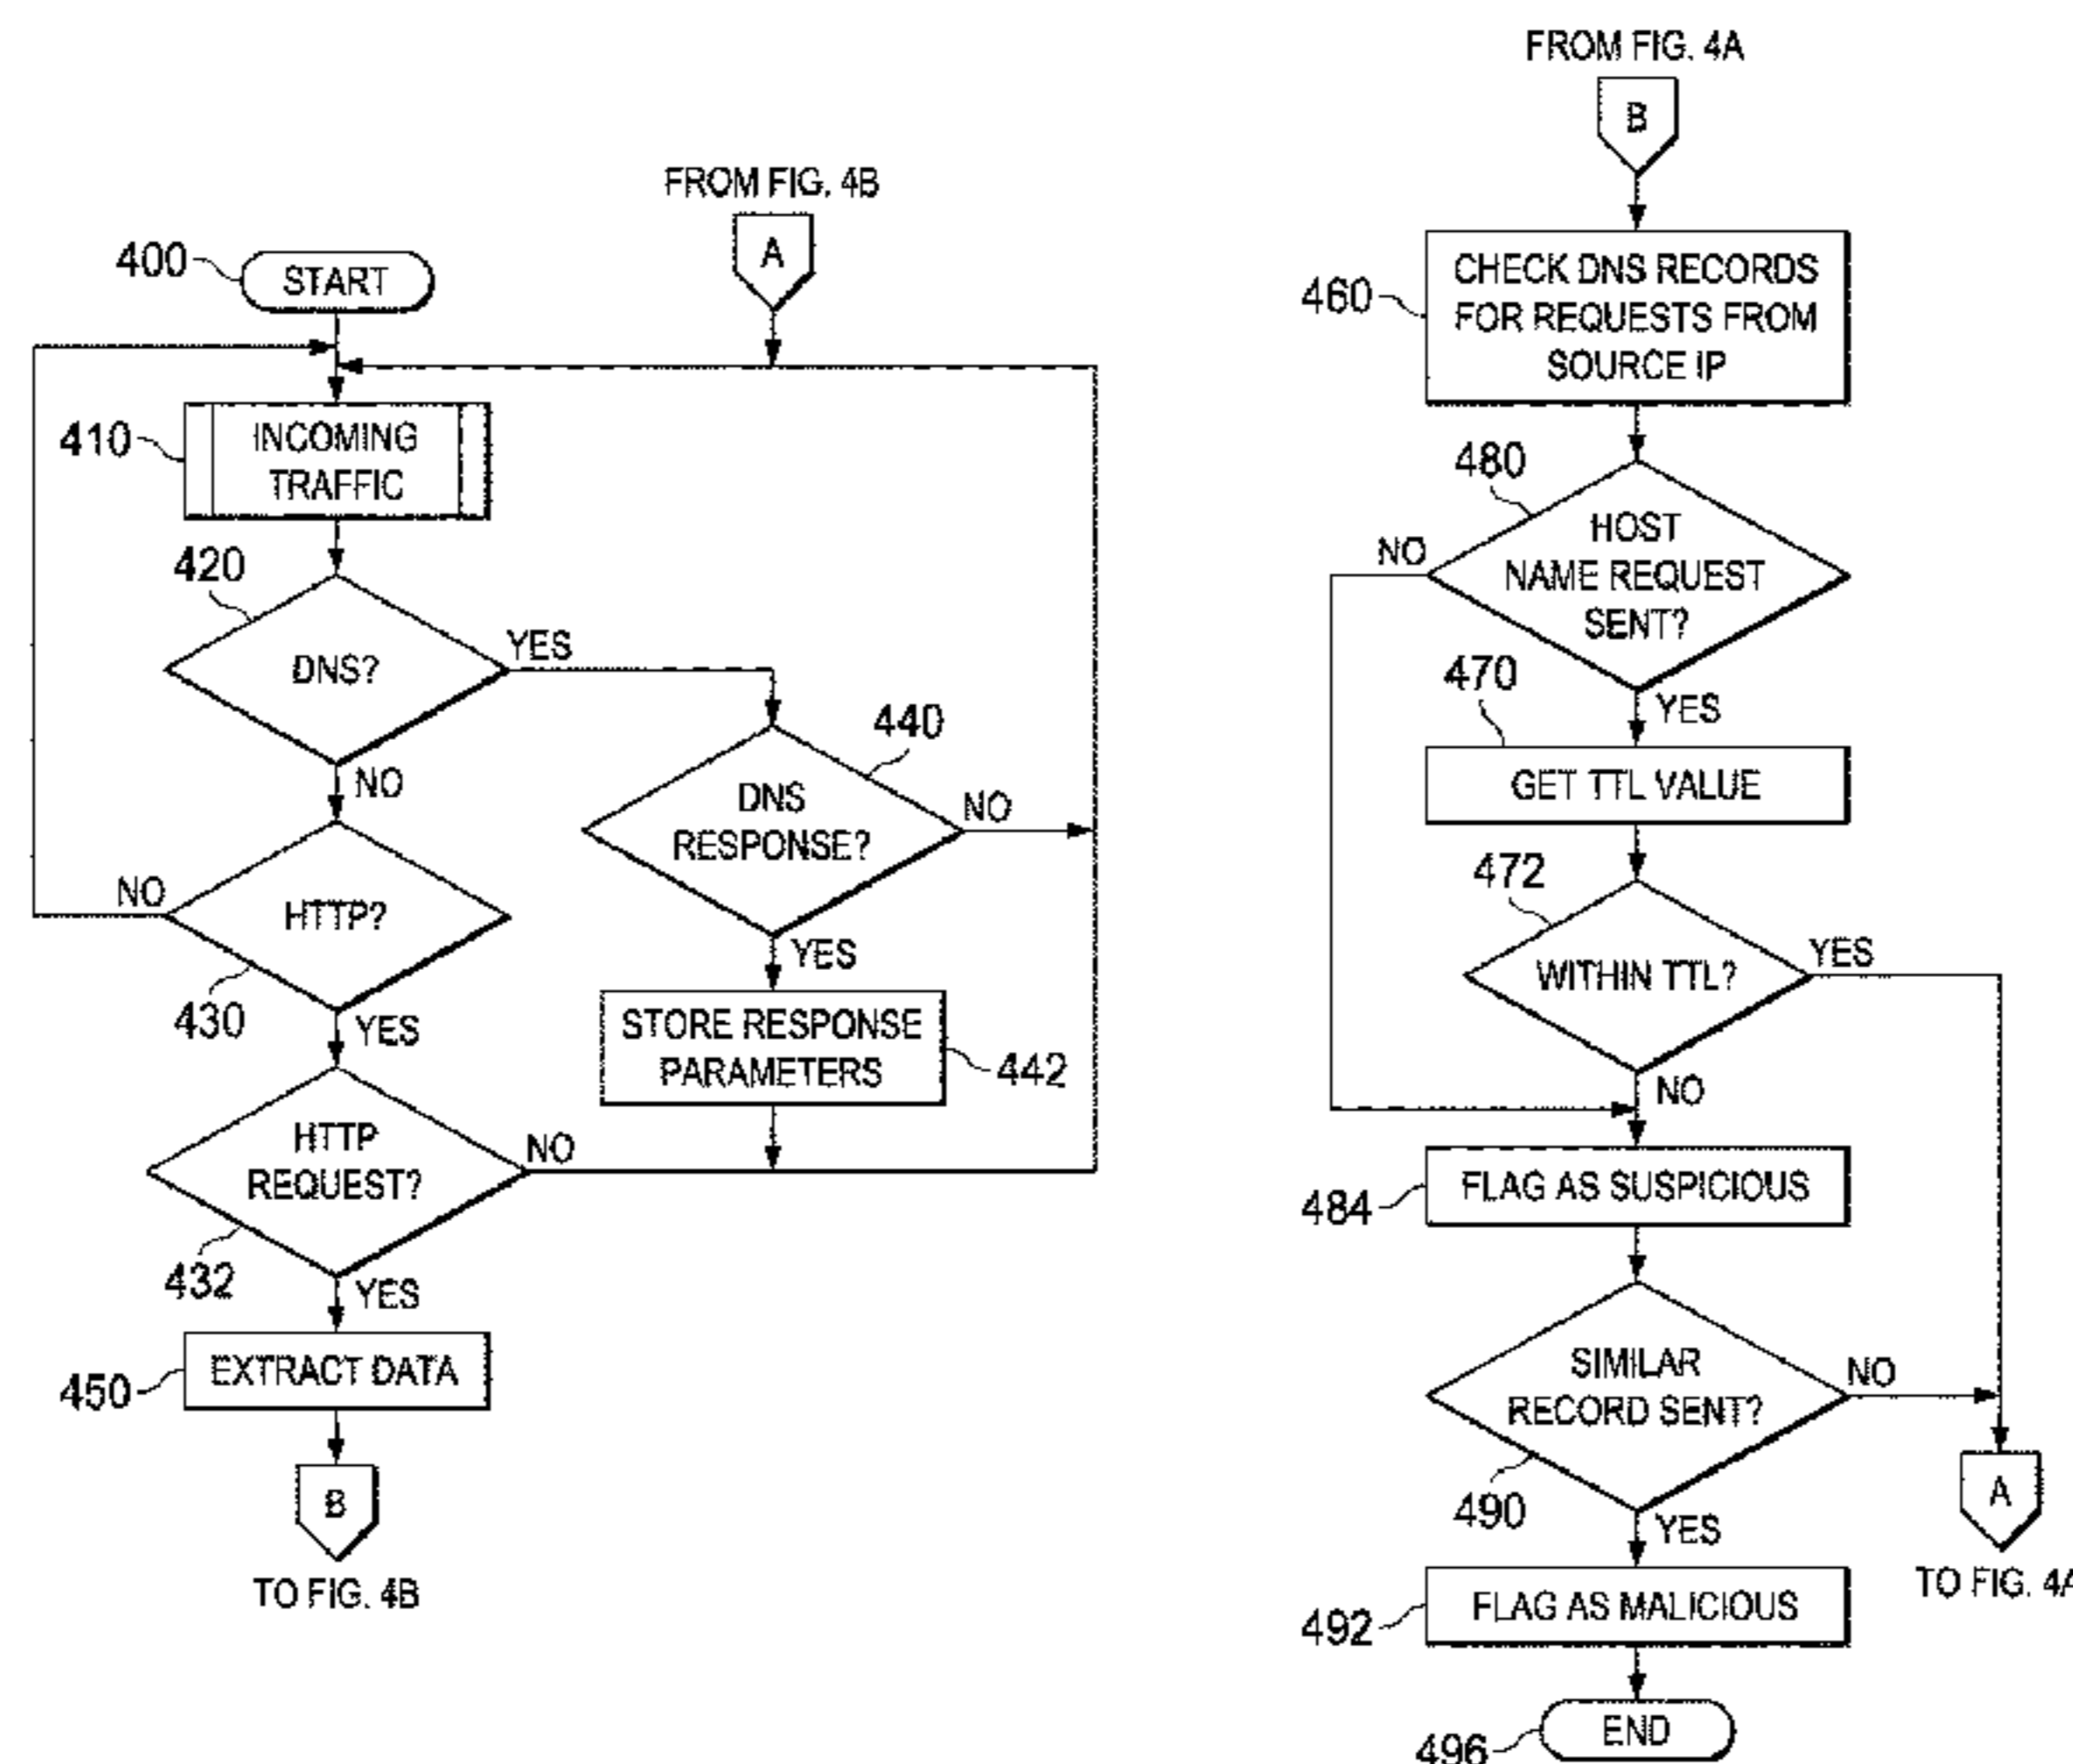 FROM FIG. 4B
A
400
START
410
INCOMING
TRAFFIC
420
DNS?
YES
NO
440
DNS
RESPONSE?
NO
YES
NO
HTTP?
430
YES
STORE RESPONSE
PARAMETERS
442
HTTP
REQUEST?
NO
432
YES
450
EXTRACT DATA
B
TO FIG. 4B
FROM FIG. 4A
B
460
CHECK DNS RECORDS
FOR REQUESTS FROM
SOURCE IP
480
HOST
NAME REQUEST
SENT?
NO
YES
470
GET TTL VALUE
472
WITHIN TTL?
YES
NO
484
FLAG AS SUSPICIOUS
SIMILAR
RECORD SENT?
NO
490
YES
A
TO FIG. 4A
492
FLAG AS MALICIOUS
END
496